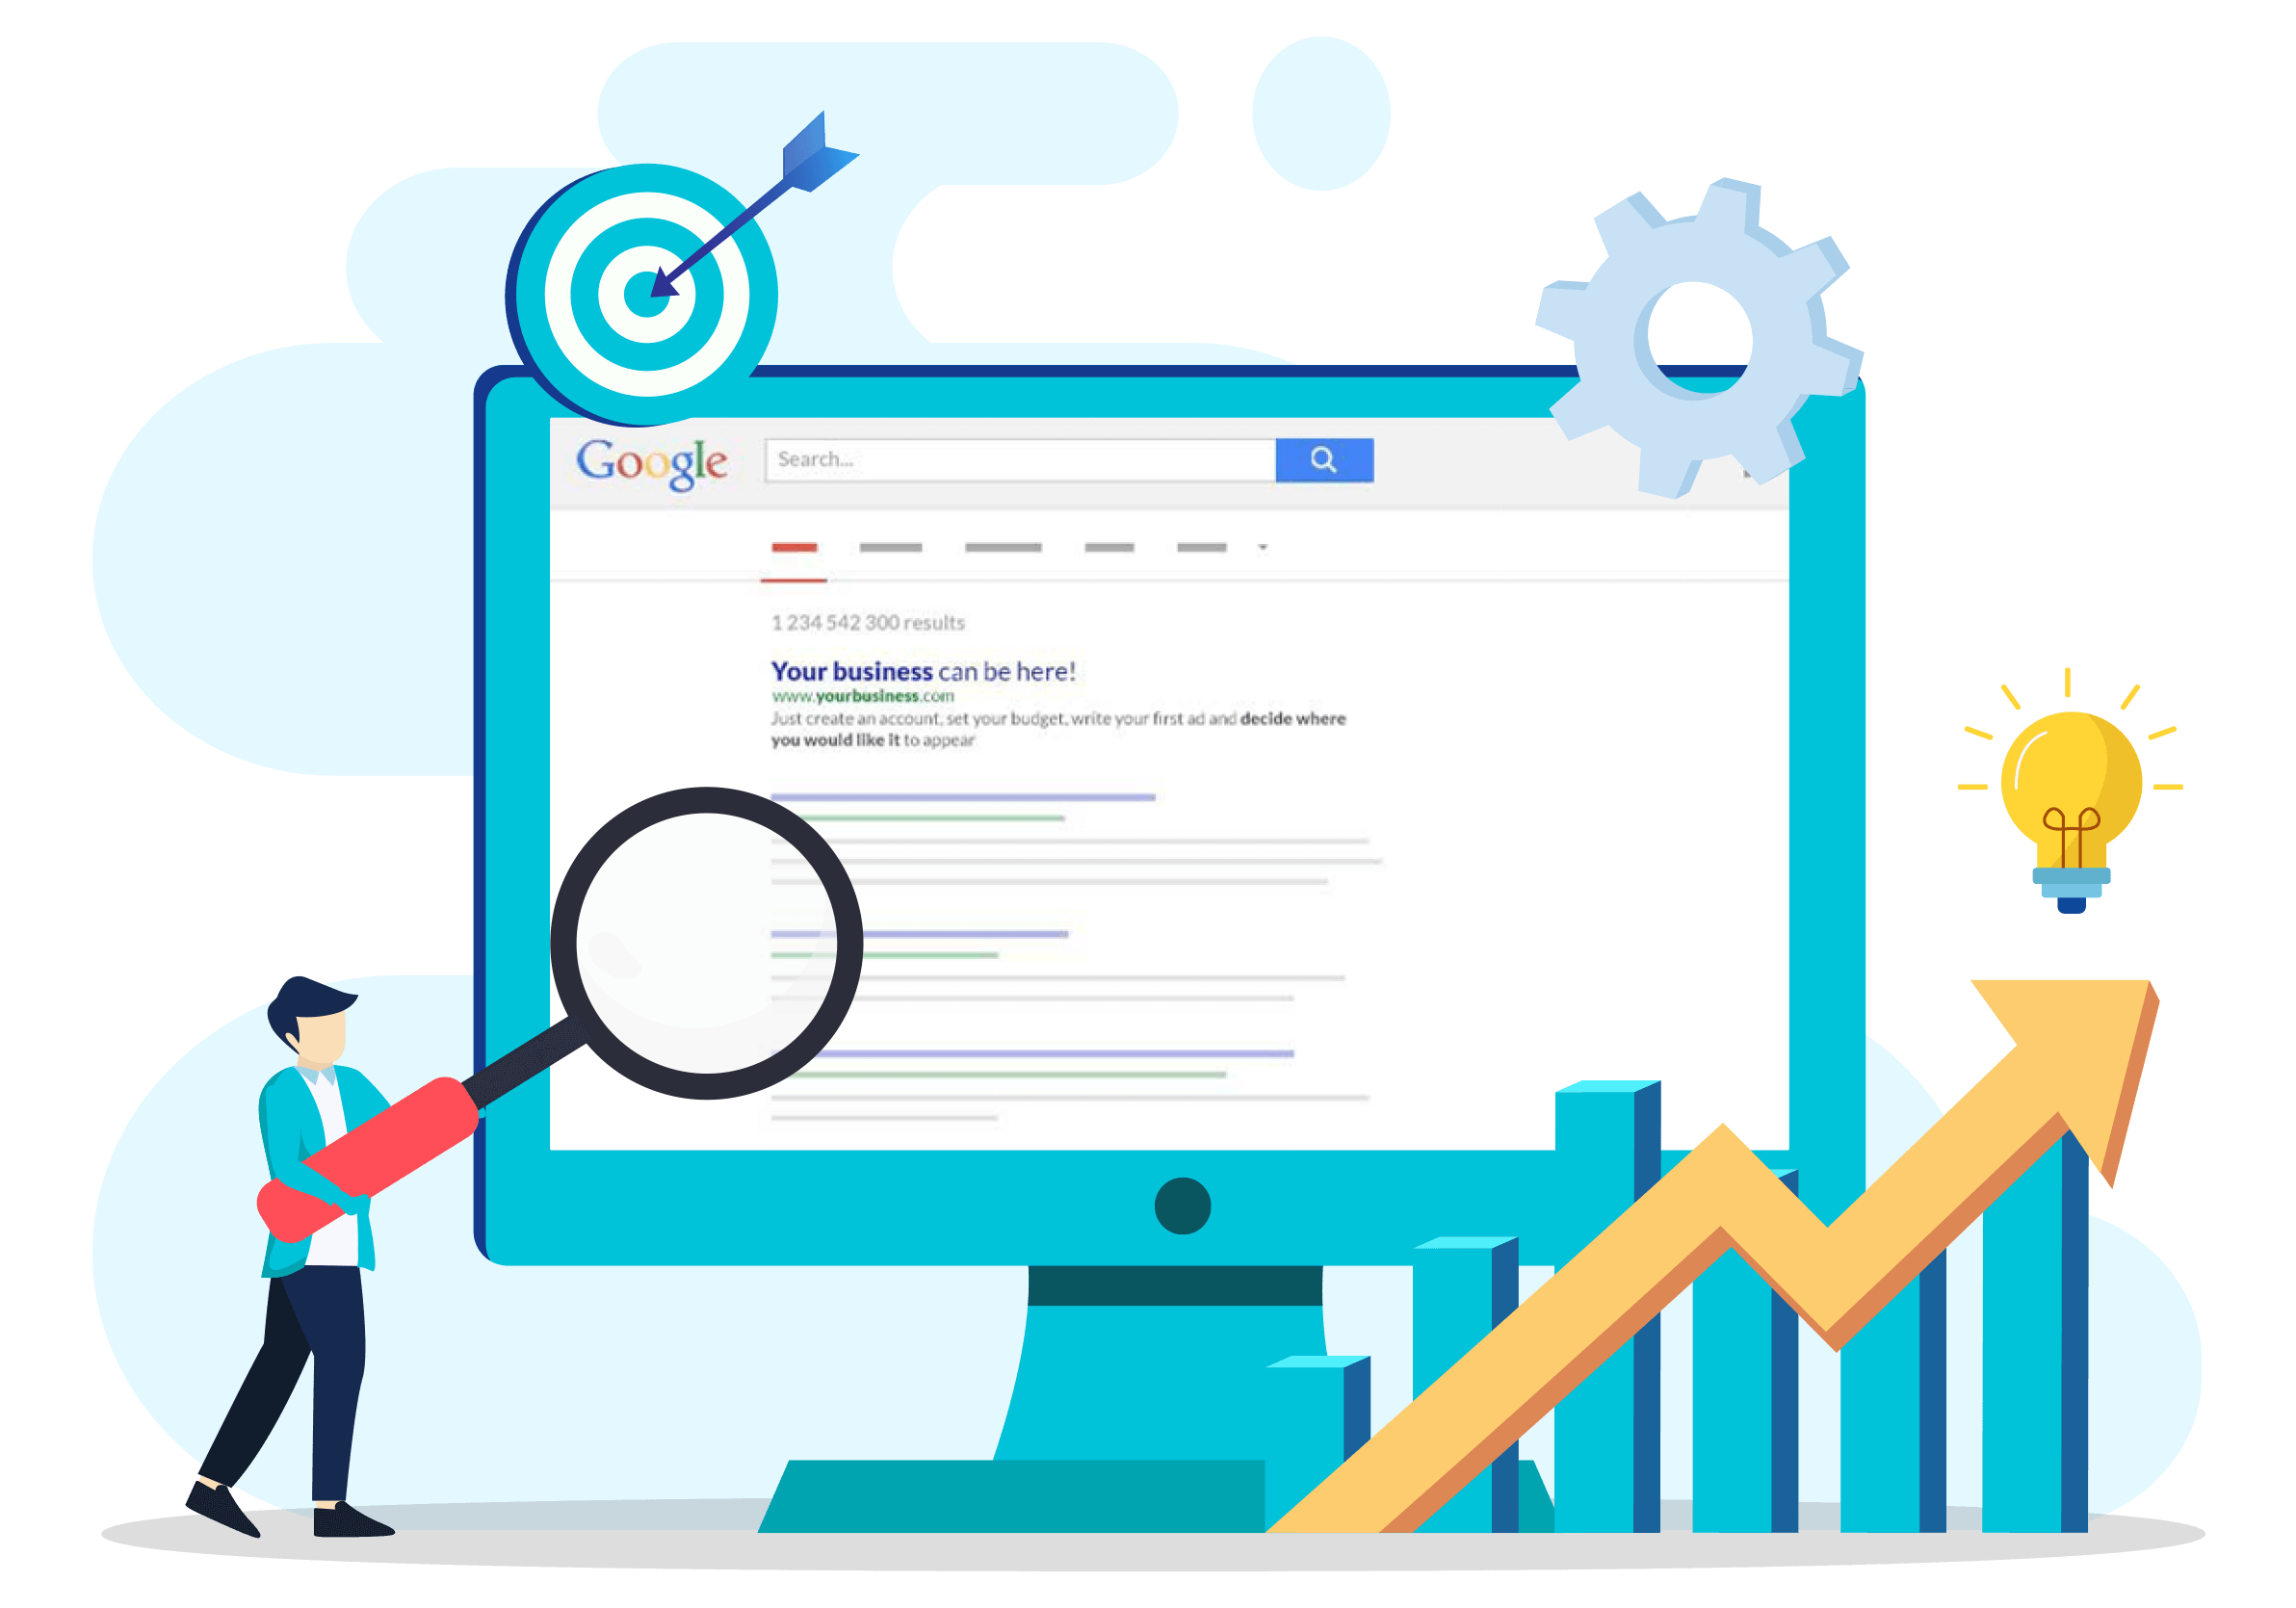 Google
Search...
1 234 542 300 results
Your business can be here!
www.yourbusiness.com
Just create an account, set your budget, write your first ad and decide where
you would like it to appear